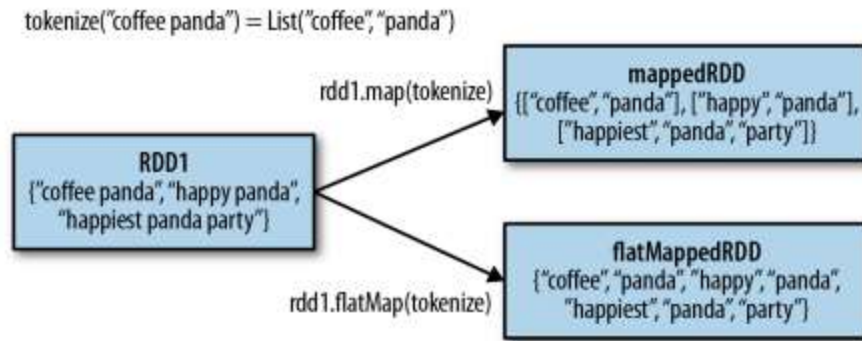 tokenize("coffee panda") = List("coffee", "panda")
rdd1.map(tokenize)
mappedRDD
{["coffee", "panda"], ["happy", "panda"],
["happiest", "panda", "party"]}
RDD1
{"coffee panda", "happy panda",
"happiest panda party"}
rdd1.flatMap(tokenize)
flatMappedRDD
{"coffee", "panda", "happy", "panda",
"happiest", "panda", "party"}